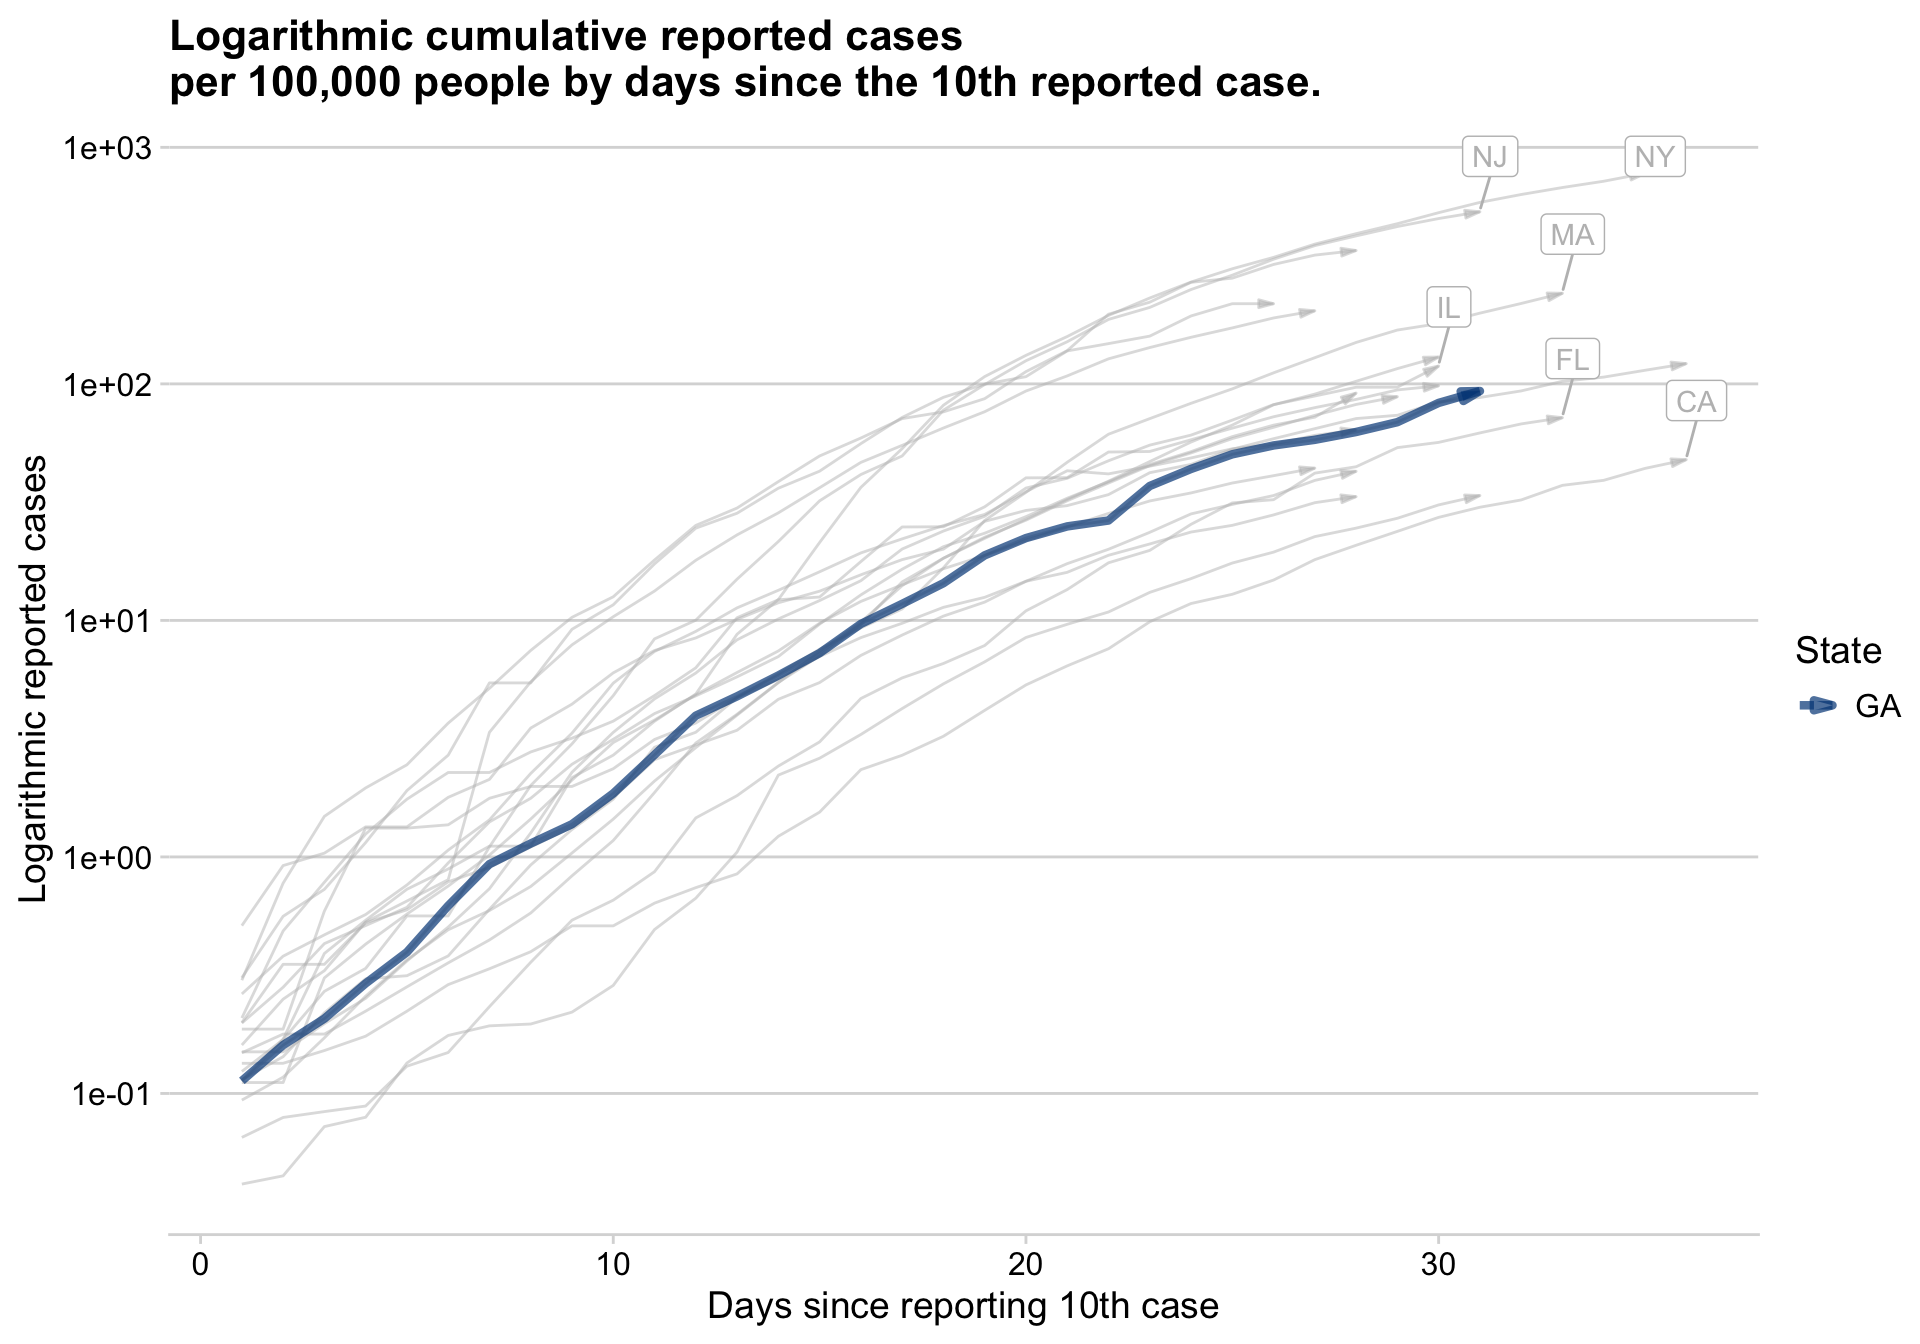 Logarithmic cumulative reported cases
per 100,000 people by days since the 10th reported case.
1e+03
1e+02
1e+01
1e+00
1e-01
Logarithmic reported cases
NJ
NY
MA
IL
FL
CA
State
GA
0
10
20
30
Days since reporting 10th case